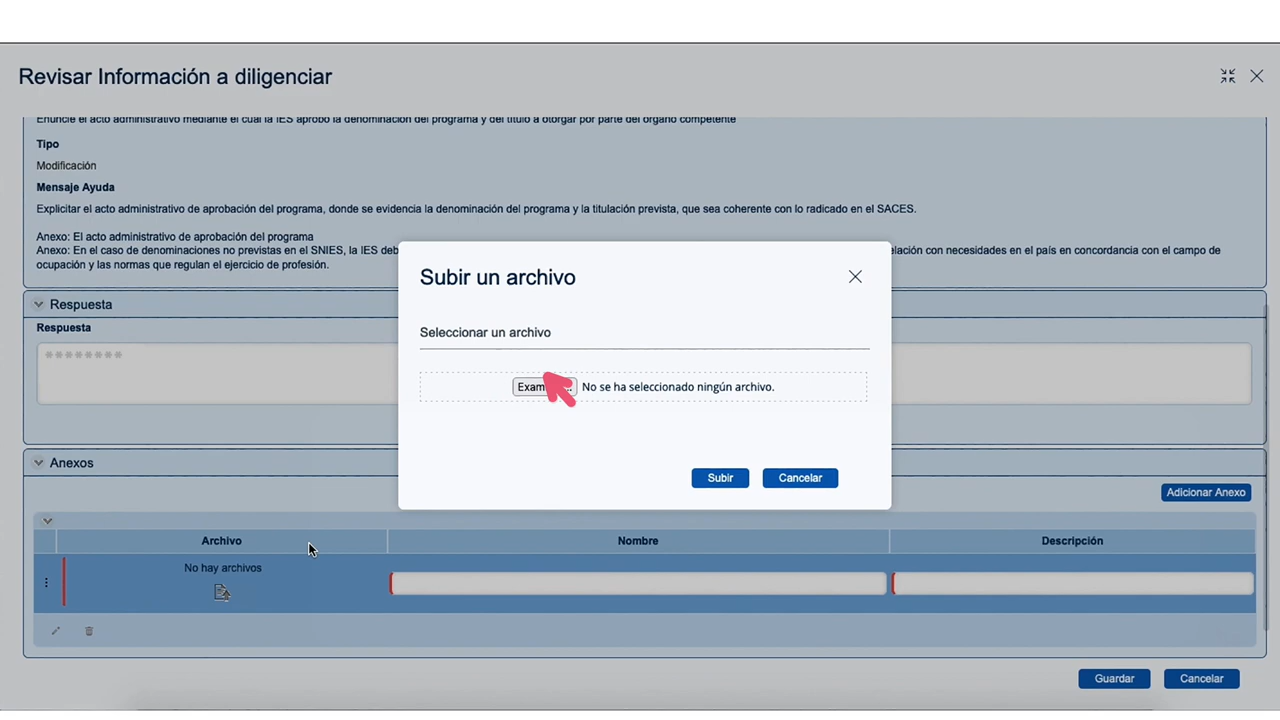 Revisar Información a diligenciar
Enuncie el acto administrativo mediante el cual la IES aprobó la denominación del programa y del título a otorgar por parte del órgano competente
Tipo
Modificación
Mensaje Ayuda
Explicitar el acto administrativo de aprobación del programa, donde se evidencia la denominación del programa y la titulación prevista, que sea coherente con lo radicado en el SACES.
Anexo: El acto administrativo de aprobación del programa
Anexo: En el caso de denominaciones no previstas en el SNIES, la IES deb elación con necesidades en el país en concordancia con el campo de
ocupación y las normas que regulan el ejercicio de profesión.
Subir un archivo
Seleccionar un archivo
Exam No se ha seleccionado ningún archivo.
Subir Cancelar
Respuesta
Respuesta
********
Anexos
Adicionar Anexo
Archivo Nombre Descripción
No hay archivos
Guardar Cancelar